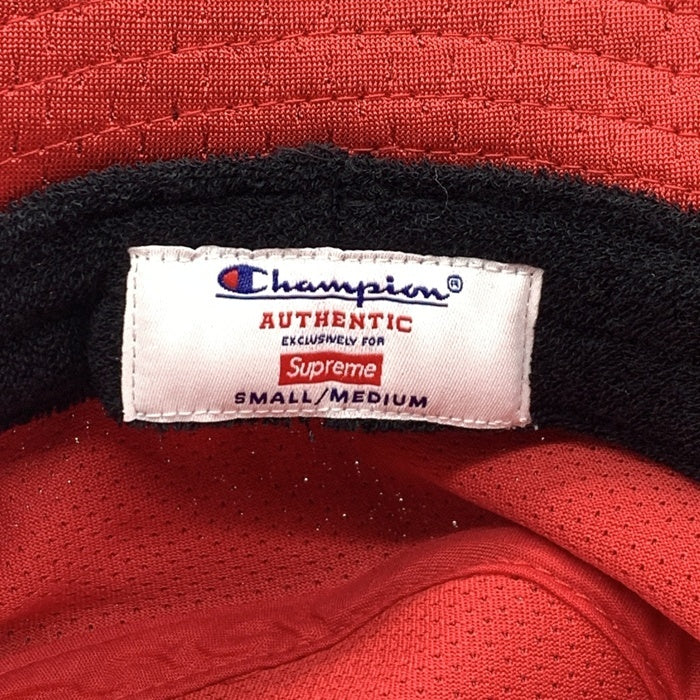 Champion®
AUTHENTIC
EXCLUSIVELY FOR
Supreme
SMALL/MEDIUM